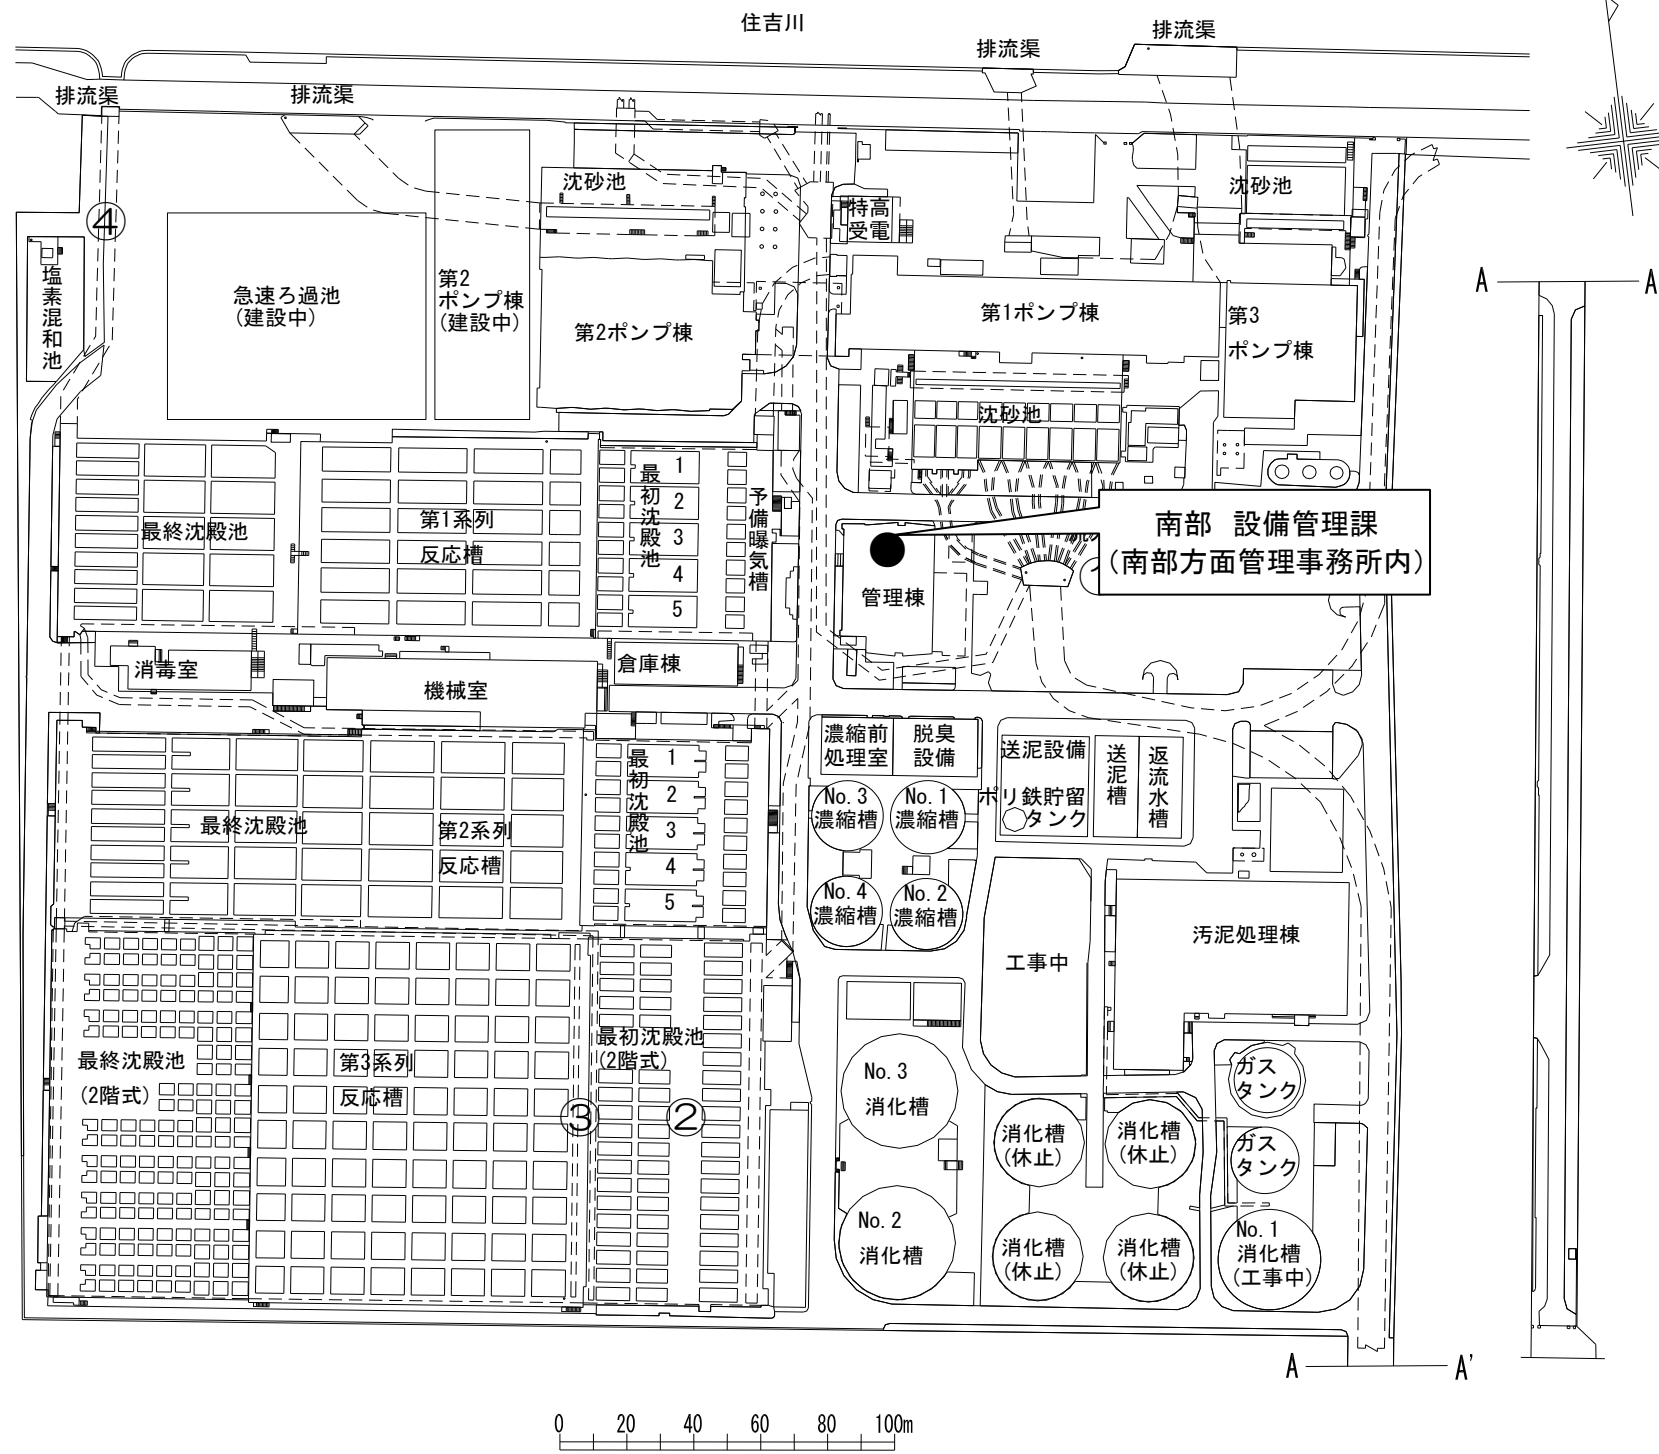 住吉川
排流渠
排流渠
排流渠
排流渠
沈砂池
特高
受電
沈砂池
④
塩素混和池
急速ろ過池
(建設中)
第2
ポンプ棟
(建設中)
第2ポンプ棟
第1ポンプ棟
第3
ポンプ棟
A
A
沈砂池
最終沈殿池
第1系列
反応槽
最初沈殿池
1
2
3
4
5
予備曝気槽
南部 設備管理課
(南部方面管理事務所内)
管理棟
消毒室
機械室
倉庫棟
濃縮前
処理室
脱臭
設備
送泥設備
送泥槽
返流水槽
ポリ鉄貯留
タンク
No.3
濃縮槽
No.1
濃縮槽
No.4
濃縮槽
No.2
濃縮槽
最終沈殿池
第2系列
反応槽
最初沈殿池
1
2
3
4
5
工事中
汚泥処理棟
最終沈殿池
(2階式)
第3系列
反応槽
最初沈殿池
(2階式)
③
②
No.3
消化槽
No.2
消化槽
消化槽
(休止)
消化槽
(休止)
消化槽
(休止)
消化槽
(休止)
ガス
タンク
ガス
タンク
No.1
消化槽
(工事中)
A
A'
0 20 40 60 80 100m